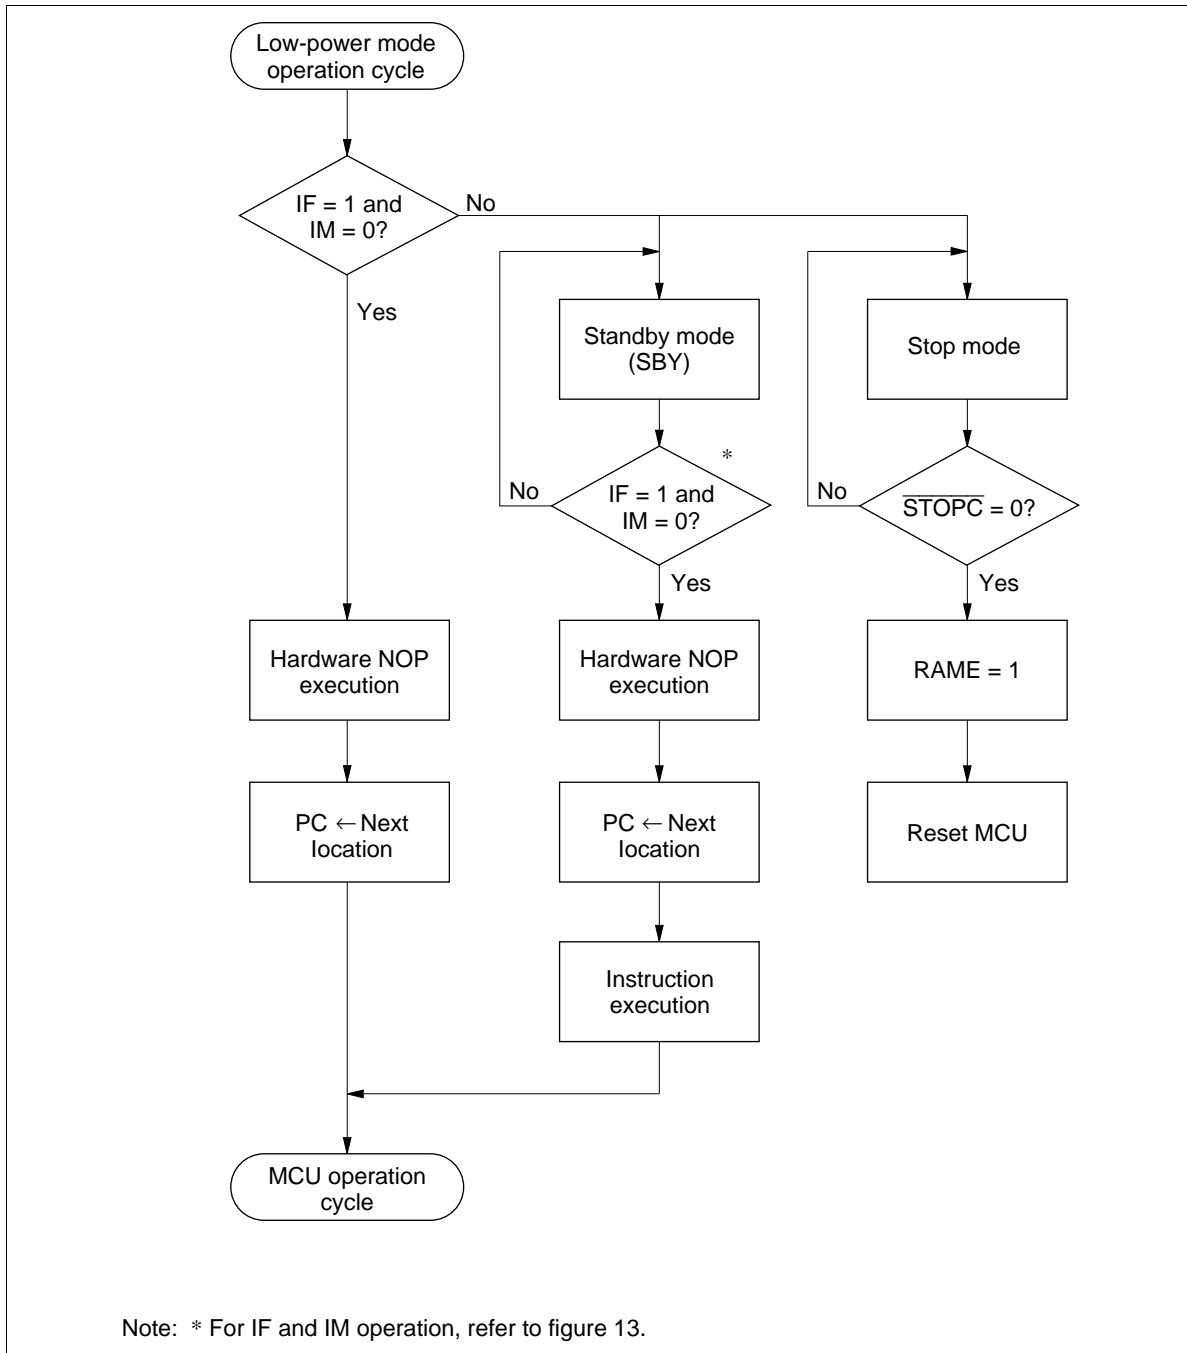 Low-power mode
operation cycle
IF = 1 and
IM = 0?
No
Yes
Standby mode
(SBY)
Stop mode
*
No
IF = 1 and
IM = 0?
No
S̅T̅O̅P̅C̅ = 0?
Yes
Yes
Hardware NOP
execution
Hardware NOP
execution
RAME = 1
PC ← Next
location
PC ← Next
location
Reset MCU
Instruction
execution
MCU operation
cycle
Note: * For IF and IM operation, refer to figure 13.